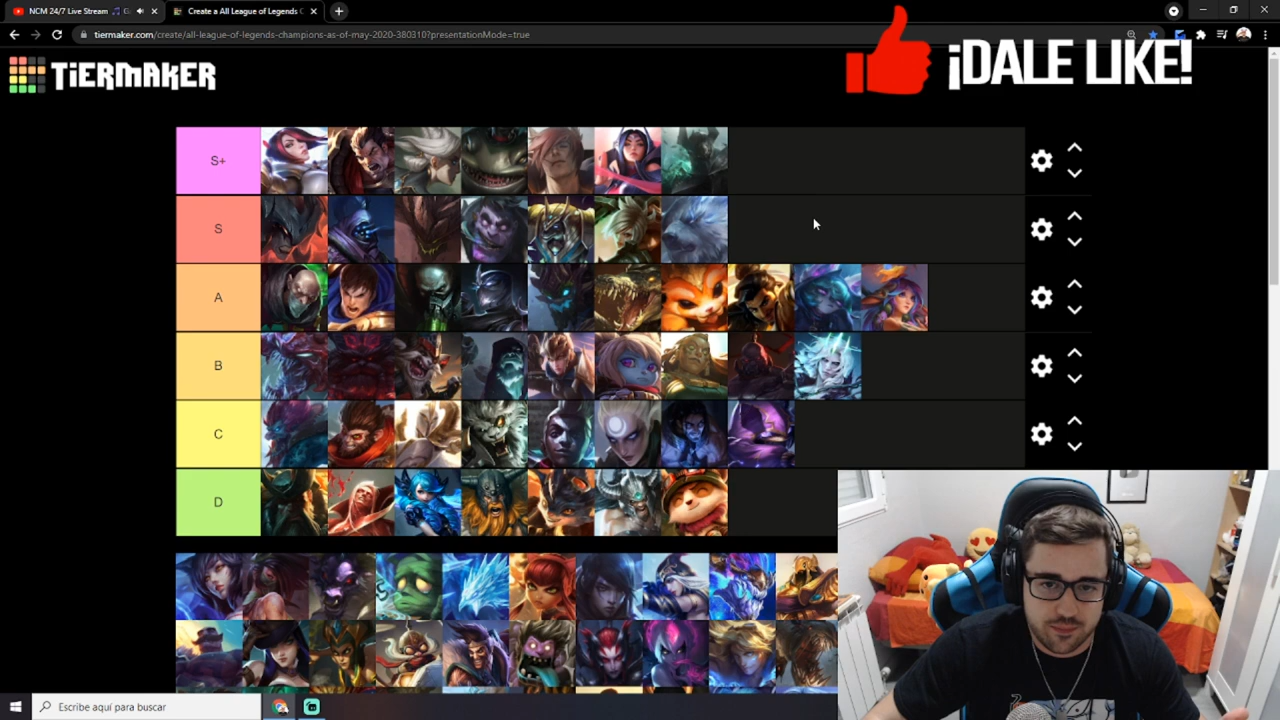 NCM 24/7 Live Stream
Create a All League of Legends C
tiermaker.com/create/all-league-of-legends-champions-as-of-may-2020-380310?presentationMode=true
TiERMAKER
¡DALE LIKE!
S+
S
A
B
C
D
Escribe aquí para buscar